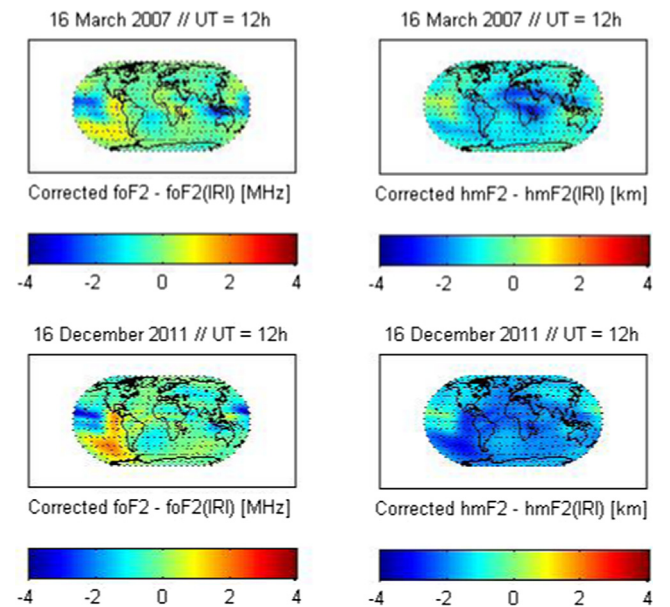 16 March 2007 // UT = 12h
16 March 2007 // UT = 12h
Corrected foF2 - foF2(IRI) [MHz]
Corrected hmF2 - hmF2(IRI) [km]
-4 -2 0 2 4
-4 -2 0 2 4
16 December 2011 // UT = 12h
16 December 2011 // UT = 12h
Corrected foF2 - foF2(IRI) [MHz]
Corrected hmF2 - hmF2(IRI) [km]
-4 -2 0 2 4
-4 -2 0 2 4